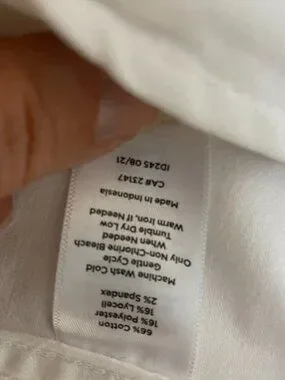 66% Cotton
16% Polyester
16% Lyocell
2% Spandex
Machine Wash Cold
Gentle Cycle
Only Non-Chlorine Bleach
When Needed
Tumble Dry Low
Warm Iron, If Needed
Made in Indonesia
CA# 23147
ID245 08/21